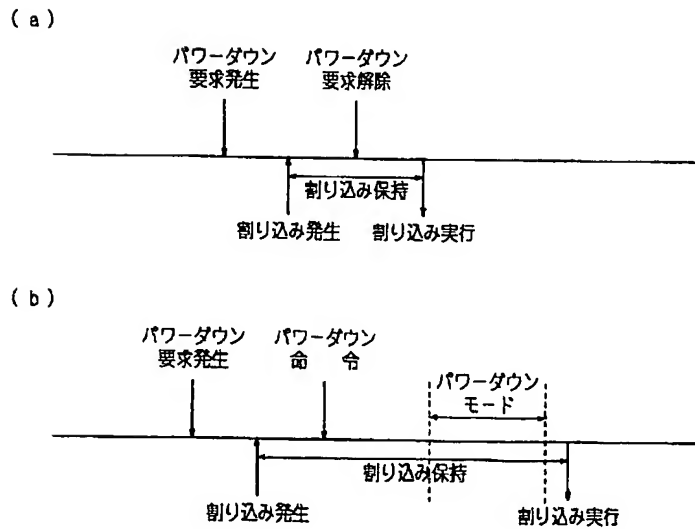 (a)
パワーダウン パワーダウン
要求発生 要求解除
割り込み保持
割り込み発生 割り込み実行
(b)
パワーダウン パワーダウン
要求発生 命 令
パワーダウン
モード
割り込み保持
割り込み発生 割り込み実行